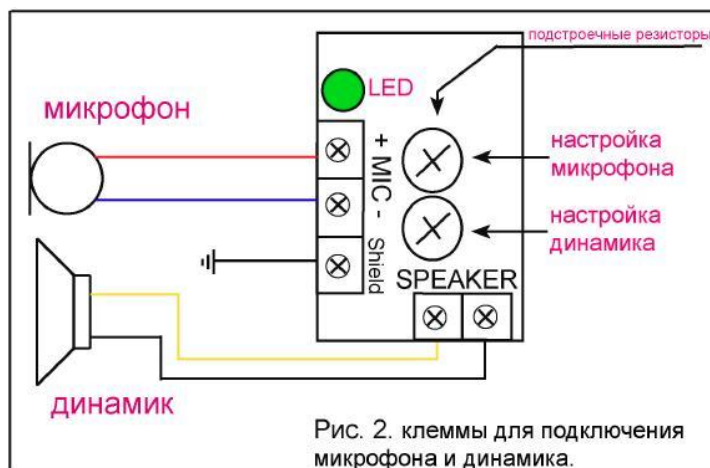 подстроечные резисторы
LED
микрофон
+ MIC -
настройка
микрофона
настройка
динамика
Shield
SPEAKER
динамик
Рис. 2. клеммы для подключения
микрофона и динамика.